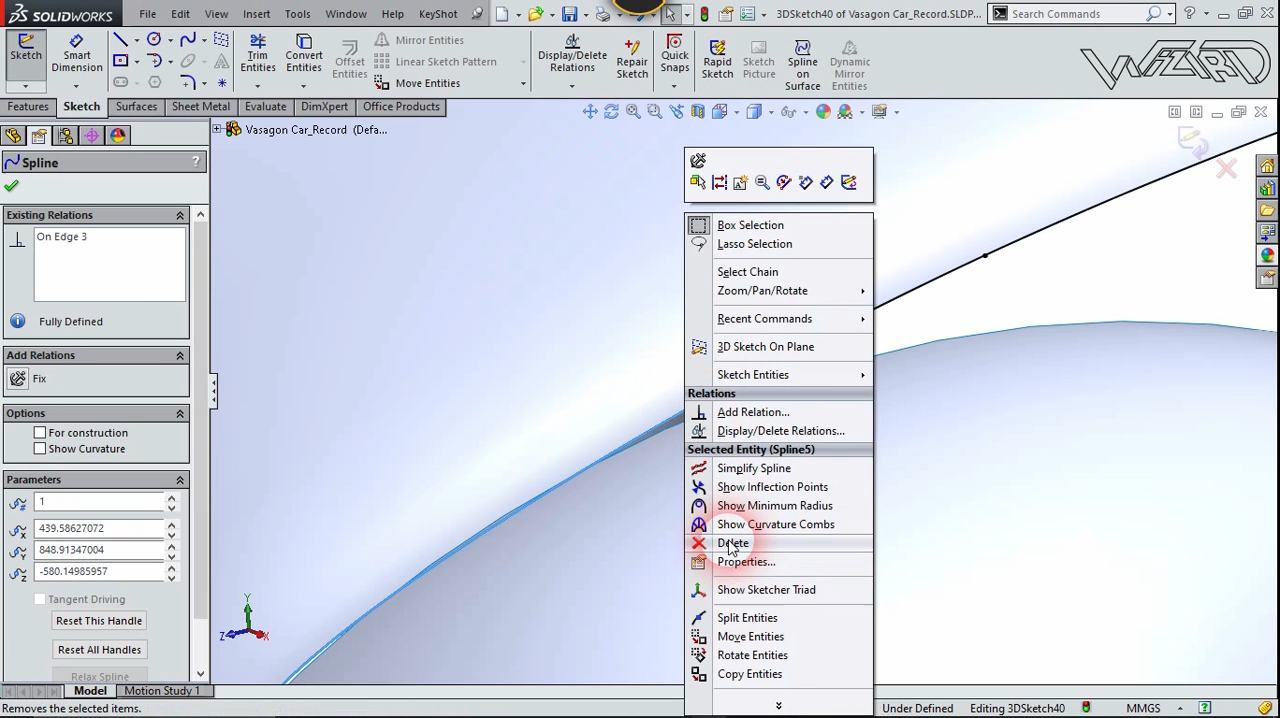 SOLIDWORKS
File Edit View Insert Tools Window Help KeyShot
3DSketch40 of Vasagon Car_Record.SLDP...
Search Commands
Sketch
Smart Dimension
Trim Entities
Convert Entities
Offset Entities
Mirror Entities
Linear Sketch Pattern
Move Entities
Display/Delete Relations
Repair Sketch
Quick Snaps
Rapid Sketch
Sketch Picture
Spline on Surface
Dynamic Mirror Entities
WIZARD
Features Sketch Surfaces Sheet Metal Evaluate DimXpert Office Products
Vasagon Car_Record (Defa...
Spline ?
Existing Relations
On Edge 3
Fully Defined
Add Relations
Fix
Options
For construction
Show Curvature
Parameters
1
439.58627072
848.91347004
-580.14985957
Tangent Driving
Reset This Handle
Reset All Handles
Relax Spline
Box Selection
Lasso Selection
Select Chain
Zoom/Pan/Rotate
Recent Commands
3D Sketch On Plane
Sketch Entities
Relations
Add Relation...
Display/Delete Relations...
Selected Entity (Spline5)
Simplify Spline
Show Inflection Points
Show Minimum Radius
Show Curvature Combs
Delete
Properties...
Show Sketcher Triad
Split Entities
Move Entities
Rotate Entities
Copy Entities
Y
Z X
Model Motion Study 1
Removes the selected items. Under Defined Editing 3DSketch40 MMGS